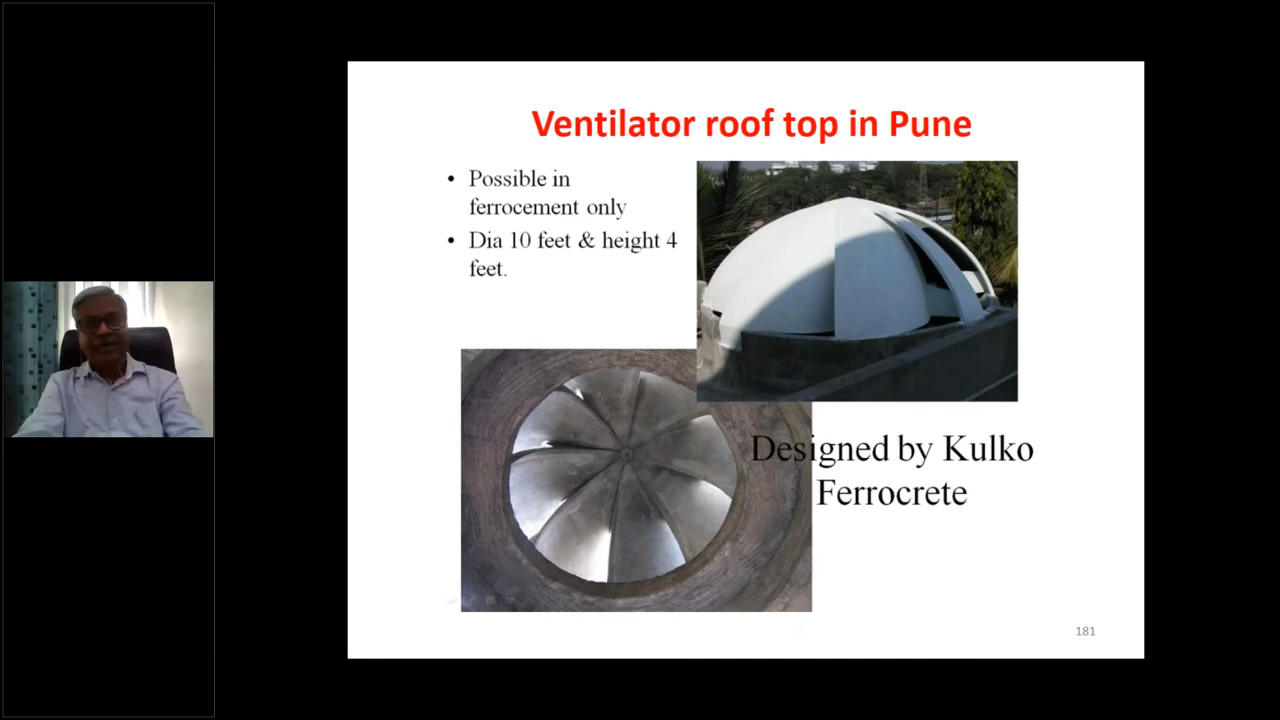 Ventilator roof top in Pune
• Possible in
ferrocement only
• Dia 10 feet & height 4
feet.
Designed by Kulko
Ferrocrete
181